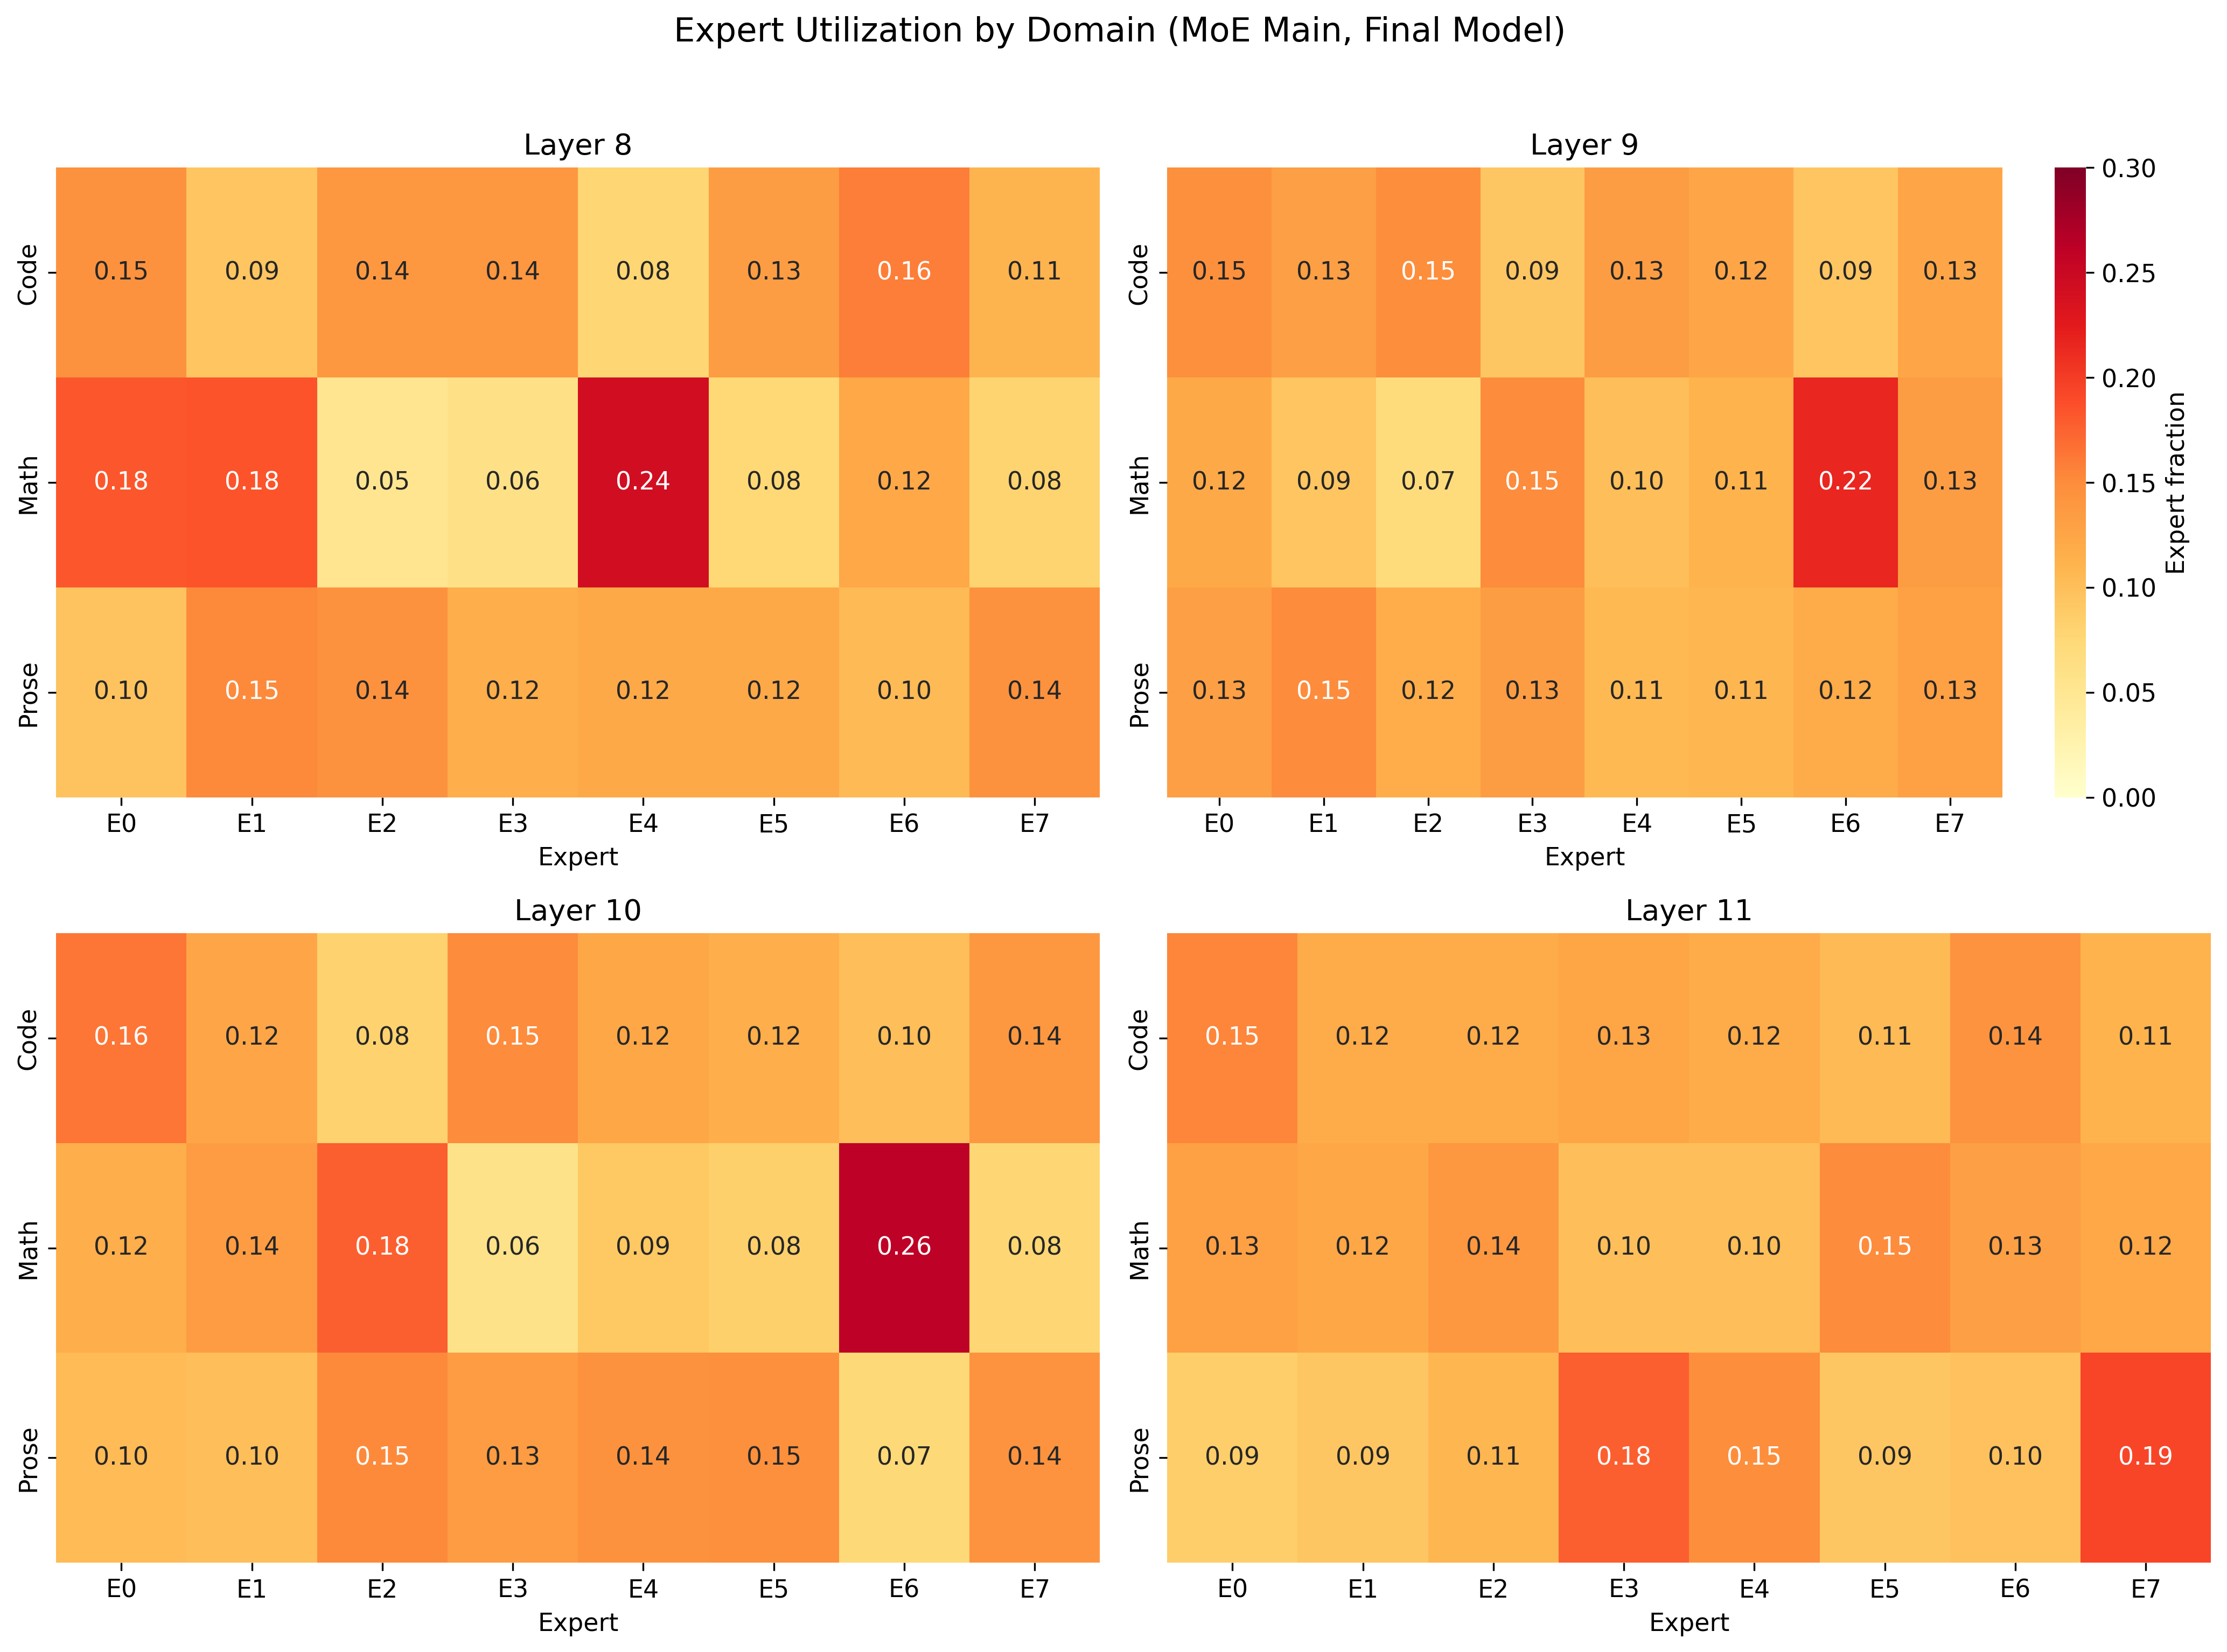 Expert Utilization by Domain (MoE Main, Final Model)
Layer 8
Code
0.15 0.09 0.14 0.14 0.08 0.13 0.16 0.11
Math
0.18 0.18 0.05 0.06 0.24 0.08 0.12 0.08
Prose
0.10 0.15 0.14 0.12 0.12 0.12 0.10 0.14
E0 E1 E2 E3 E4 E5 E6 E7
Expert
Layer 9
Code
0.15 0.13 0.15 0.09 0.13 0.12 0.09 0.13
Math
0.12 0.09 0.07 0.15 0.10 0.11 0.22 0.13
Prose
0.13 0.15 0.12 0.13 0.11 0.11 0.12 0.13
E0 E1 E2 E3 E4 E5 E6 E7
Expert
0.30
0.25
0.20
0.15
0.10
0.05
0.00
Expert fraction
Layer 10
Code
0.16 0.12 0.08 0.15 0.12 0.12 0.10 0.14
Math
0.12 0.14 0.18 0.06 0.09 0.08 0.26 0.08
Prose
0.10 0.10 0.15 0.13 0.14 0.15 0.07 0.14
E0 E1 E2 E3 E4 E5 E6 E7
Expert
Layer 11
Code
0.15 0.12 0.12 0.13 0.12 0.11 0.14 0.11
Math
0.13 0.12 0.14 0.10 0.10 0.15 0.13 0.12
Prose
0.09 0.09 0.11 0.18 0.15 0.09 0.10 0.19
E0 E1 E2 E3 E4 E5 E6 E7
Expert